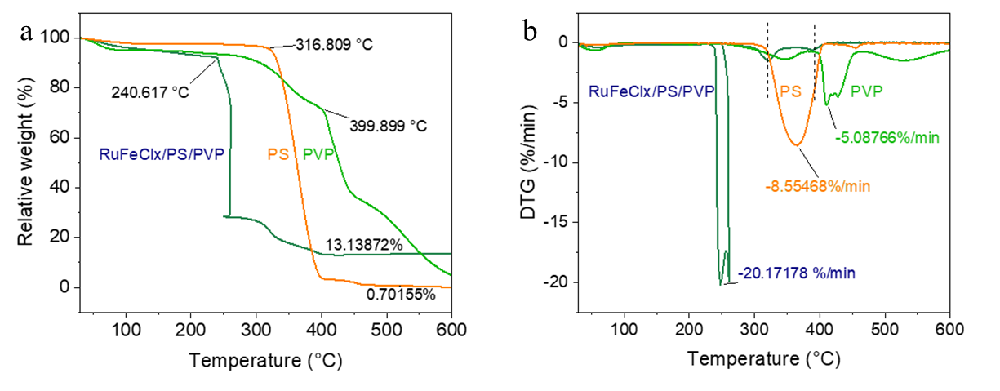 a
100
80
60
40
20
0
Relative weight (%)
316.809 °C
240.617 °C
399.899 °C
RuFeClx/PS/PVP
PS
PVP
13.13872%
0.70155%
100
200
300
400
500
600
Temperature (°C)
b
0
-5
-10
-15
-20
DTG (%/min)
RuFeClx/PS/PVP
PS
PVP
-5.08766%/min
-8.55468%/min
-20.17178 %/min
100
200
300
400
500
600
Temperature (°C)